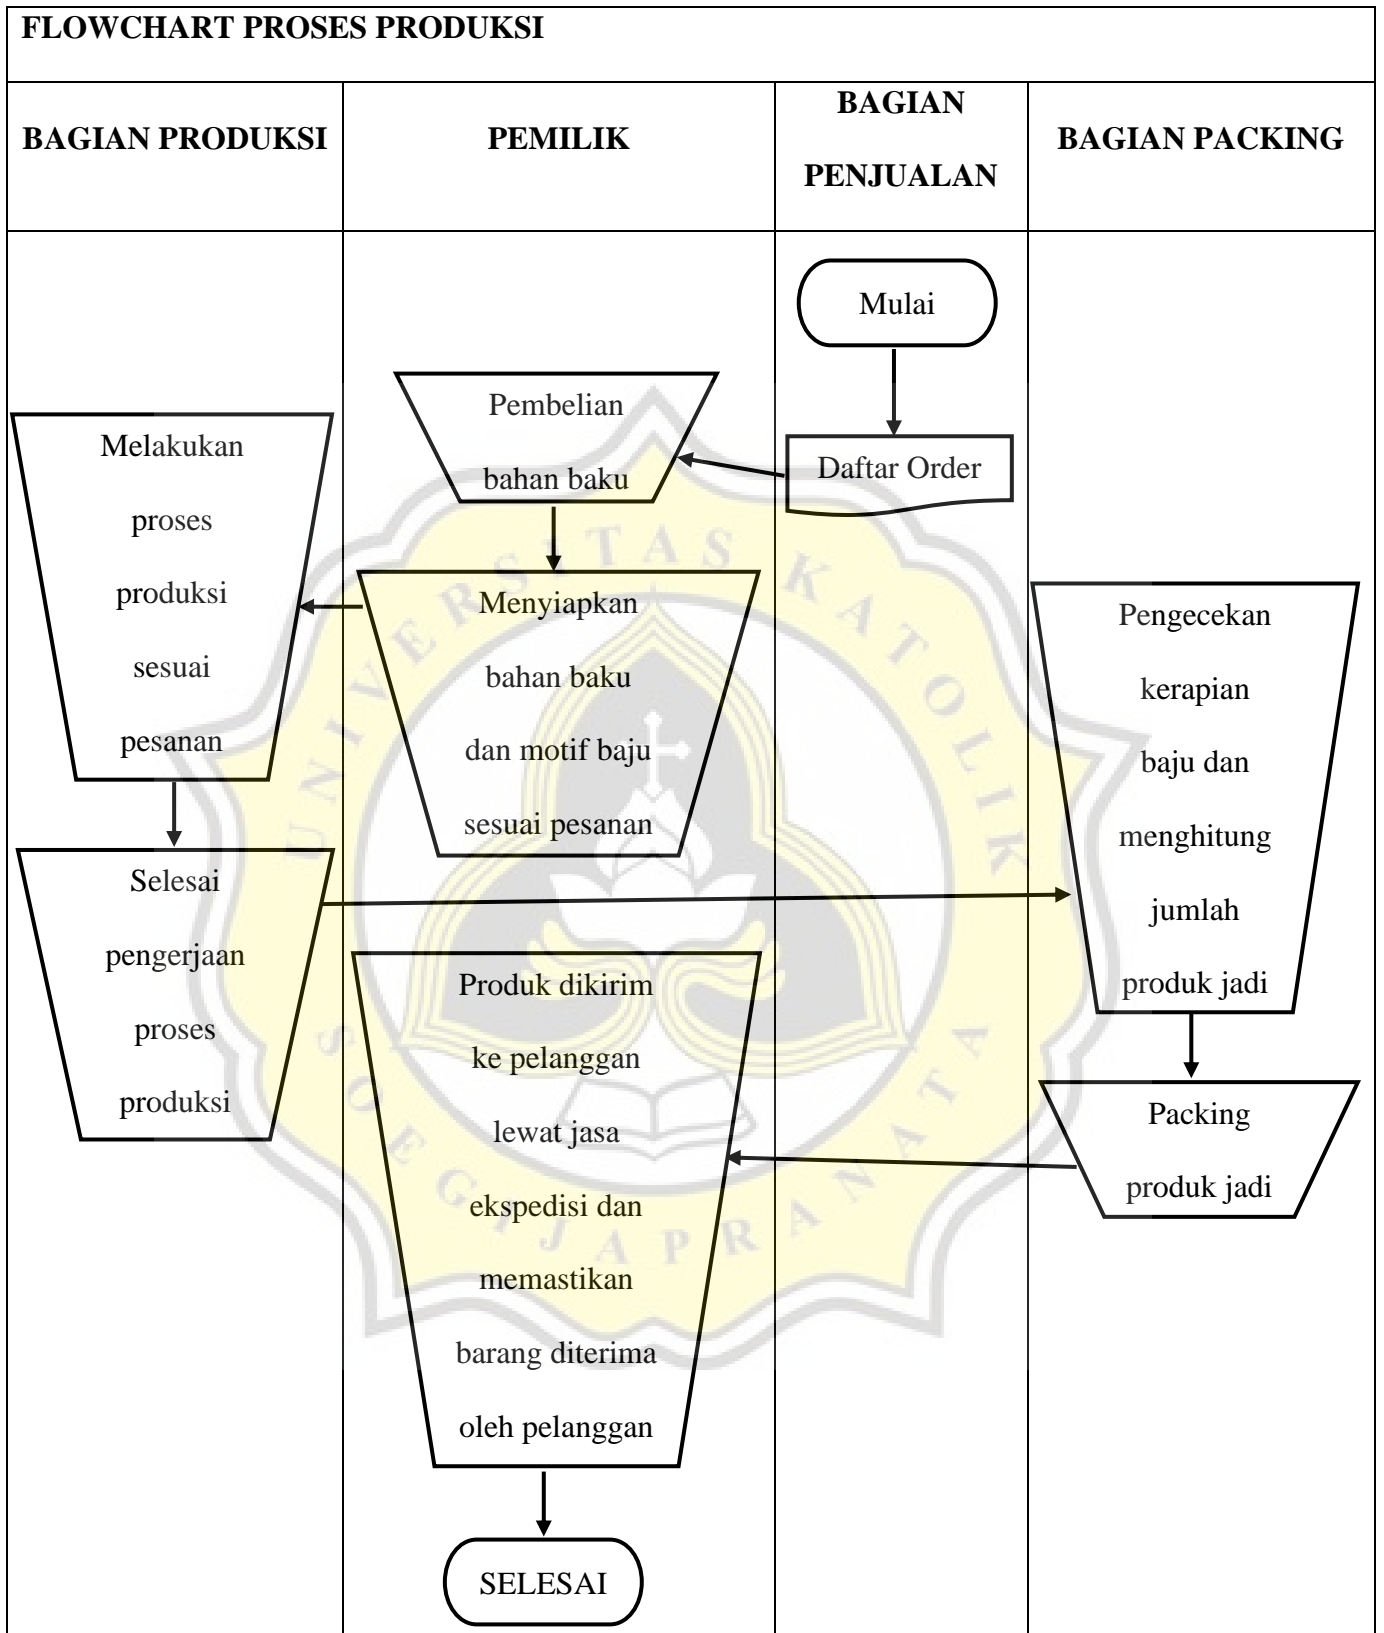 FLOWCHART PROSES PRODUKSI
BAGIAN PRODUKSI
PEMILIK
BAGIAN
PENJUALAN
BAGIAN PACKING
Mulai
Daftar Order
Pembelian
bahan baku
Menyiapkan
bahan baku
dan motif baju
sesuai pesanan
Melakukan
proses
produksi
sesuai
pesanan
Selesai
pengerjaan
proses
produksi
Pengecekan
kerapian
baju dan
menghitung
jumlah
produk jadi
Packing
produk jadi
Produk dikirim
ke pelanggan
lewat jasa
ekspedisi dan
memastikan
barang diterima
oleh pelanggan
SELESAI
UNIVERSITAS KATOLIK
SOEGIJAPRANATA